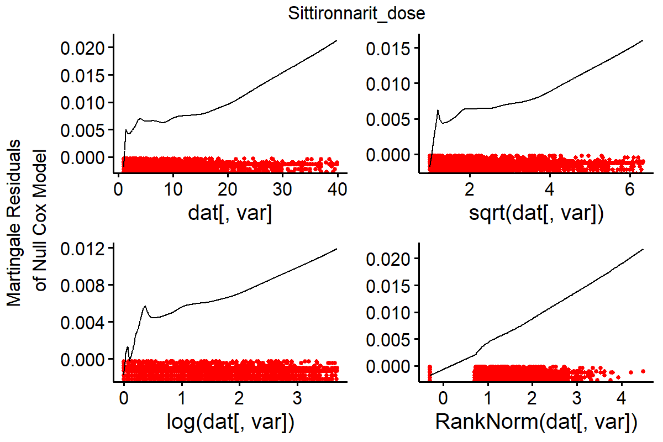 Sittironnarit_dose
Martingale Residuals
of Null Cox Model
0.020
0.015
0.010
0.005
0.000
0 10 20 30 40
dat[, var]
0.015
0.010
0.005
0.000
2 4 6
sqrt(dat[, var])
0.012
0.008
0.004
0.000
0 1 2 3
log(dat[, var])
0.020
0.015
0.010
0.005
0.000
0 1 2 3 4
RankNorm(dat[, var])